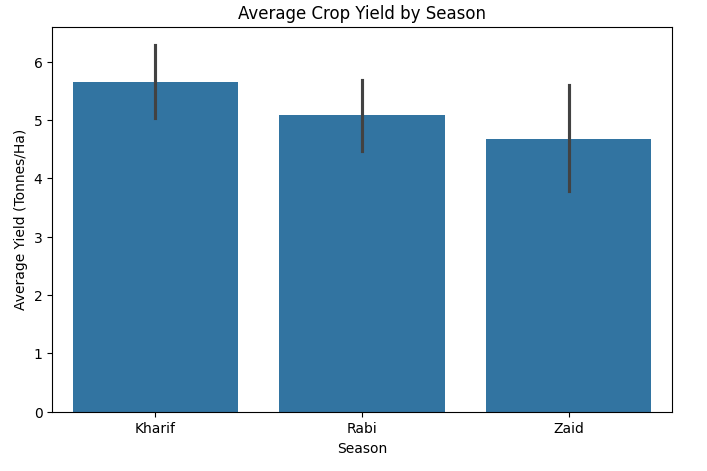 Average Crop Yield by Season
Average Yield (Tonnes/Ha)
6
5
4
3
2
1
0
Kharif
Rabi
Zaid
Season